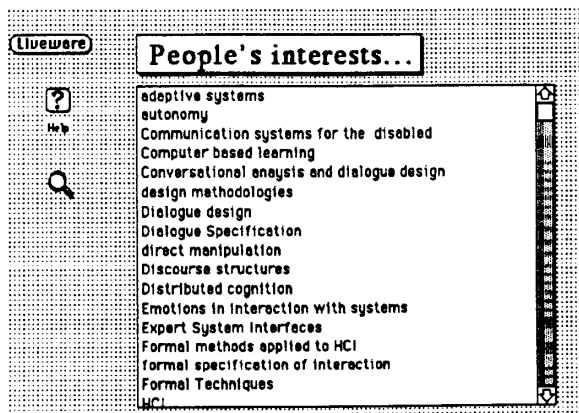 Liveware
People's interests...
?
Help
adaptive systems
autonomy
Communication systems for the disabled
Computer based learning
Conversational anaysis and dialogue design
design methodologies
Dialogue design
Dialogue Specification
direct manipulation
Discourse structures
Distributed cognition
Emotions in interaction with systems
Expert System Interfaces
Formal methods applied to HCI
formal specification of interaction
Formal Techniques
HCI